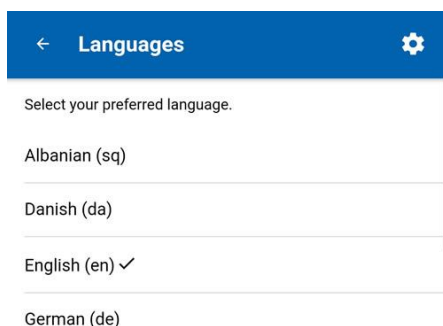 Languages
Select your preferred language.
Albanian (sq)
Danish (da)
English (en)
German (de)